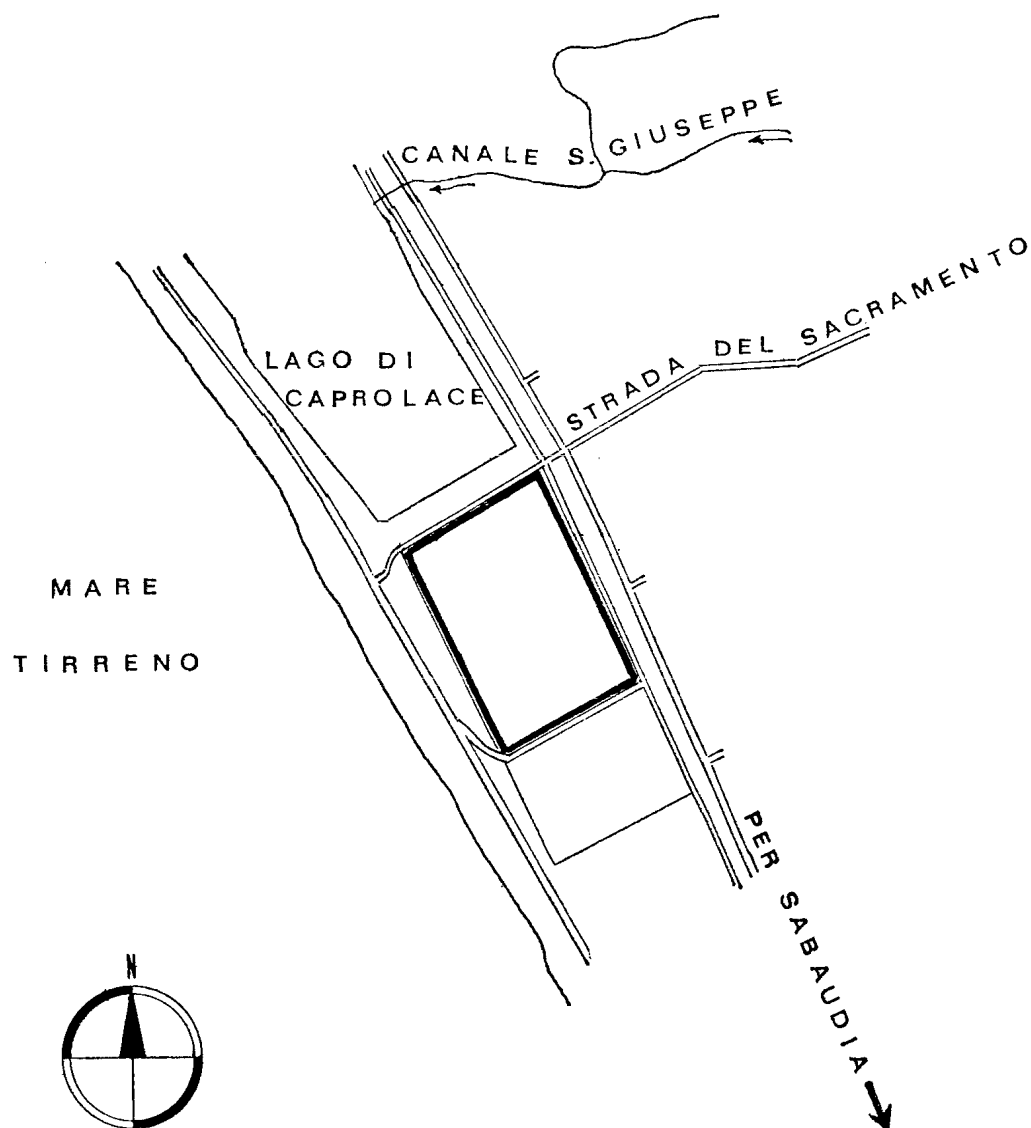 CANALE S. GIUSEPPE
STRADA DEL SACRAMENTO
LAGO DI
CAPROLACE
MARE
TIRRENO
PER SABAUDIA
N